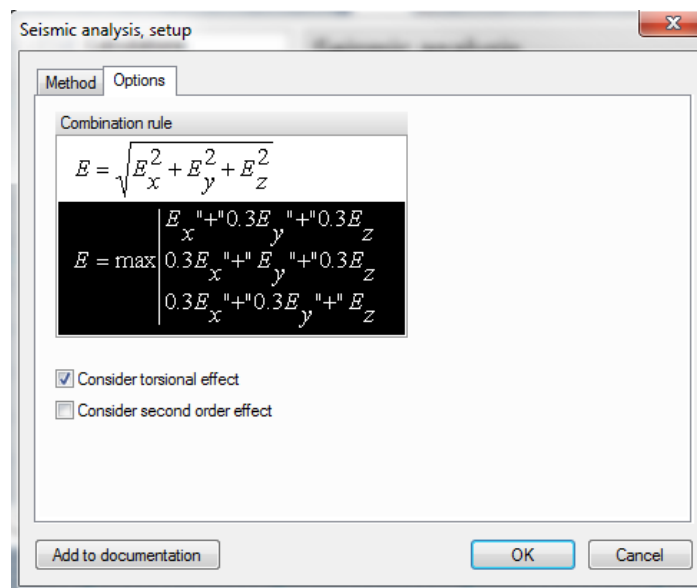 Seismic analysis, setup
Method
Options
Combination rule
E = √(E_x^2 + E_y^2 + E_z^2)
E = max | E_x "+" 0.3E_y "+" 0.3E_z
0.3E_x "+" E_y "+" 0.3E_z
0.3E_x "+" 0.3E_y "+" E_z
Consider torsional effect
Consider second order effect
Add to documentation
OK
Cancel